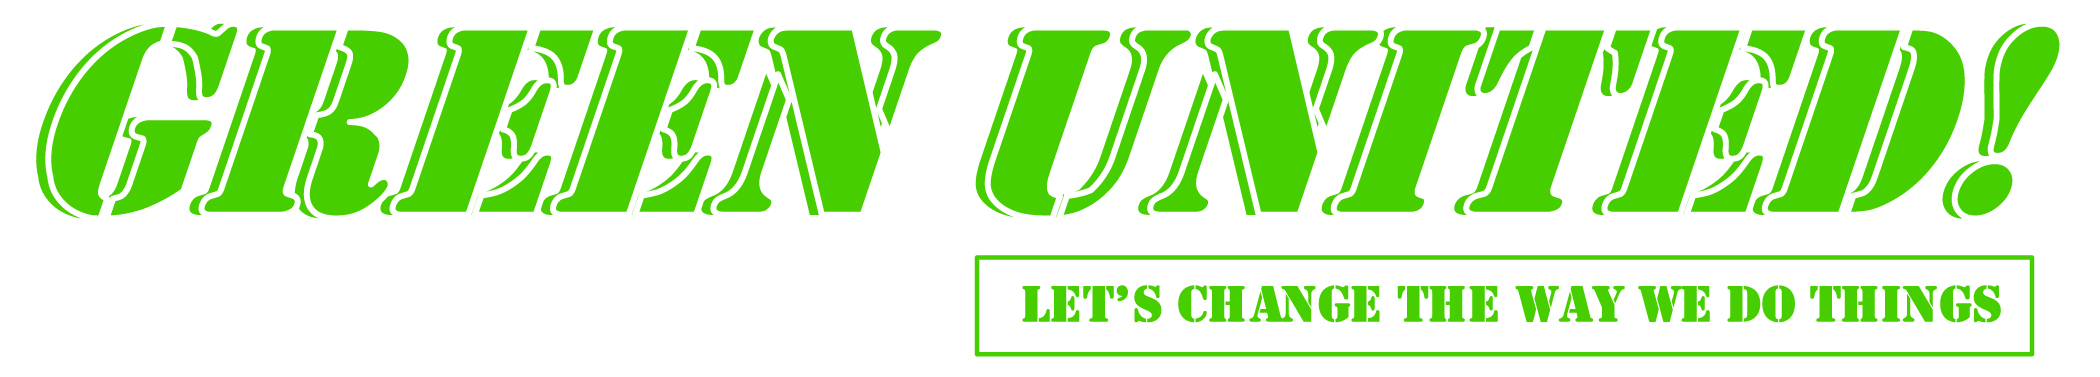 GREEN UNITED!
LET’S CHANGE THE WAY WE DO THINGS